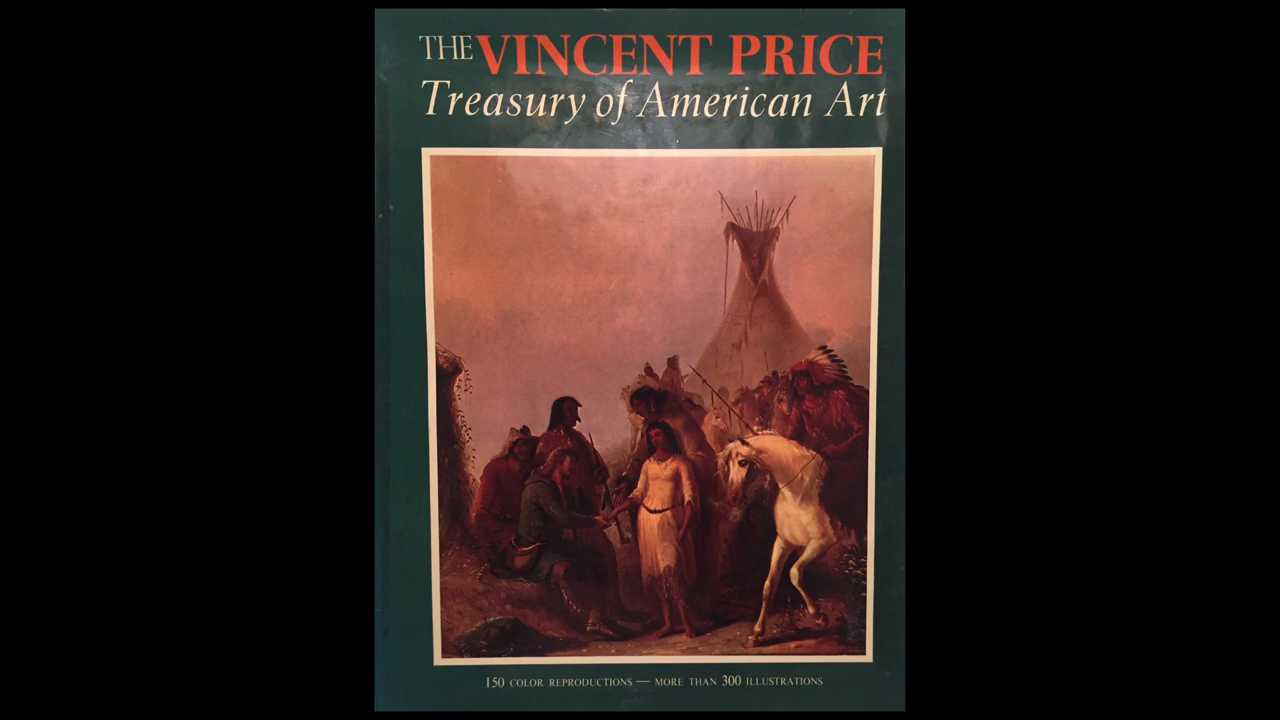 THE VINCENT PRICE
Treasury of American Art
150 COLOR REPRODUCTIONS — MORE THAN 300 ILLUSTRATIONS